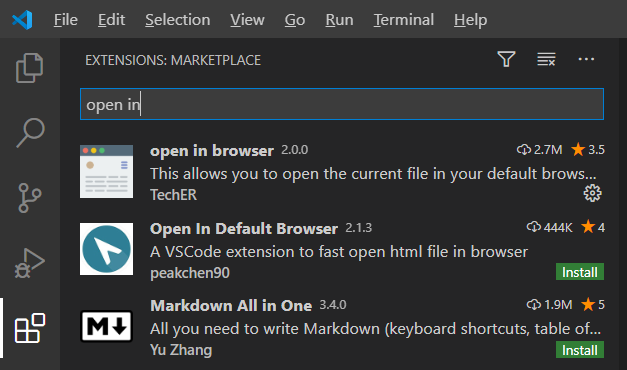 File Edit Selection View Go Run Terminal Help
EXTENSIONS: MARKETPLACE
open in
open in browser 2.0.0 2.7M 3.5
This allows you to open the current file in your default brows...
TechER
Open In Default Browser 2.1.3 444K 4
A VSCode extension to fast open html file in browser
peakchen90 Install
M Markdown All in One 3.4.0 1.9M 5
All you need to write Markdown (keyboard shortcuts, table of...
Yu Zhang Install